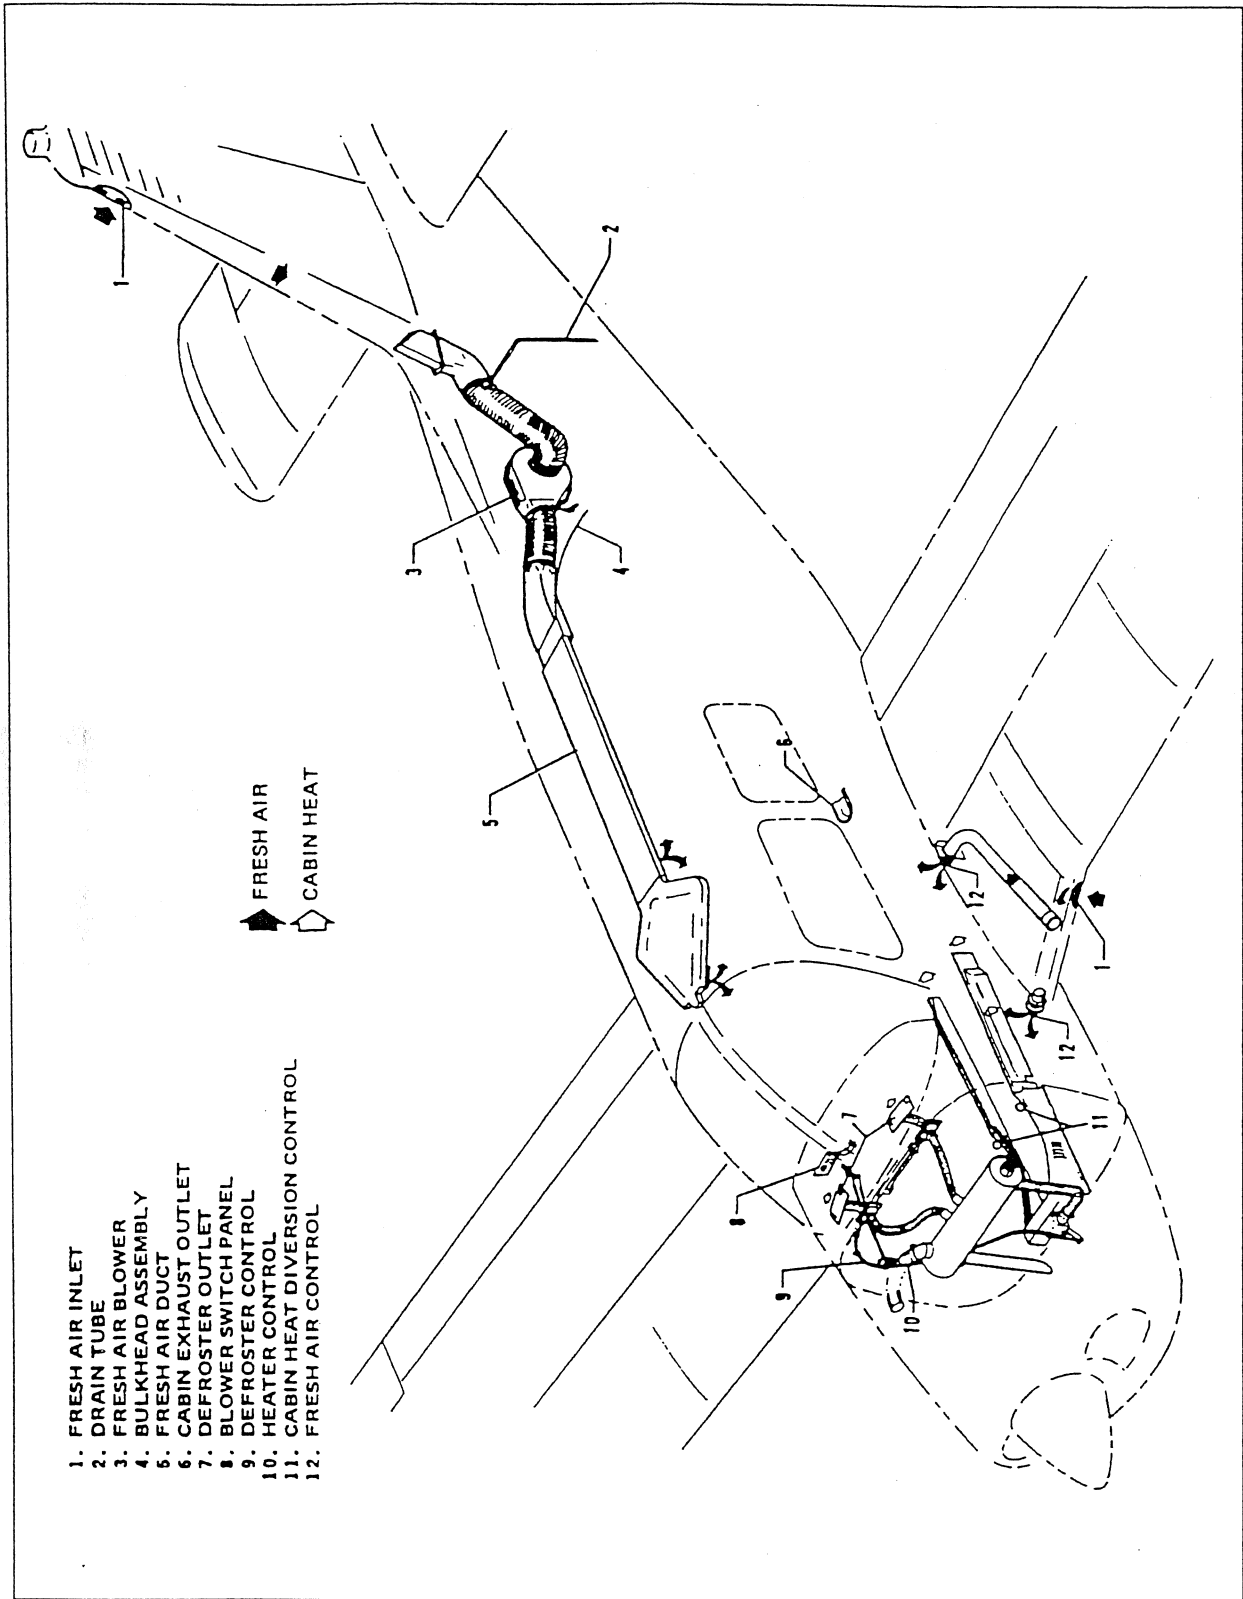 1. FRESH AIR INLET
2. DRAIN TUBE
3. FRESH AIR BLOWER
4. BULKHEAD ASSEMBLY
5. FRESH AIR DUCT
6. CABIN EXHAUST OUTLET
7. DEFROSTER OUTLET
8. BLOWER SWITCH PANEL
9. DEFROSTER CONTROL
10. HEATER CONTROL
11. CABIN HEAT DIVERSION CONTROL
12. FRESH AIR CONTROL
FRESH AIR
CABIN HEAT
1
2
3
4
5
6
7
8
9
10
11
12
12
1